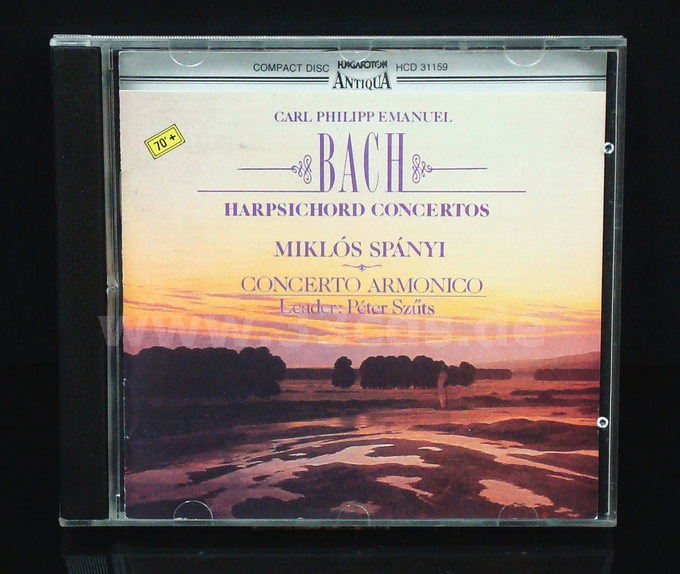 COMPACT DISC HUNGAROTON HCD 31159
ANTIQUA
CARL PHILIPP EMANUEL
70'+
BACH
HARPSICHORD CONCERTOS
MIKLÓS SPÁNYI
CONCERTO ARMONICO
Leader: Péter Szűts